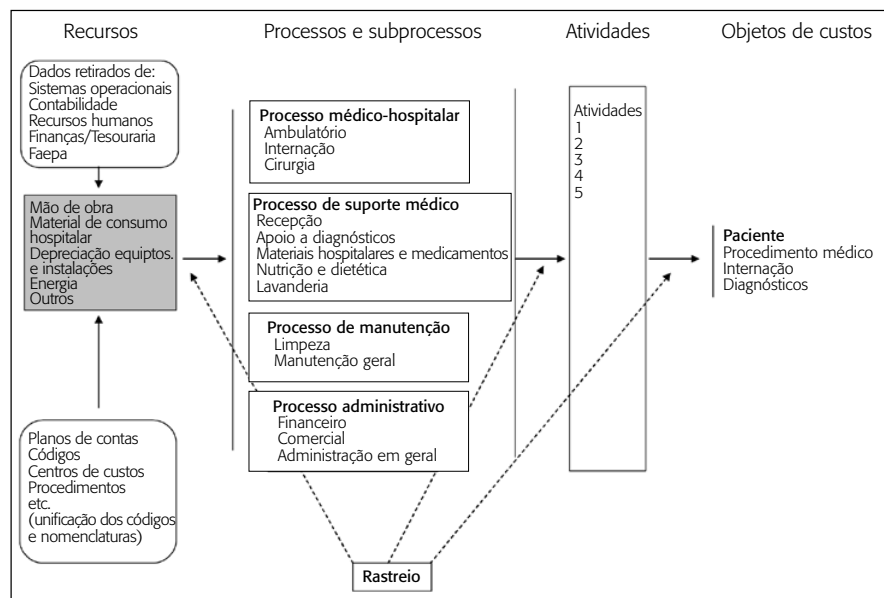 Recursos
Processos e subprocessos
Atividades
Objetos de custos
Dados retirados de:
Sistemas operacionais
Contabilidade
Recursos humanos
Finanças/Tesouraria
Faepa
Mão de obra
Material de consumo
hospitalar
Depreciação equiptos.
e instalações
Energia
Outros
Planos de contas
Códigos
Centros de custos
Procedimentos
etc.
(unificação dos códigos
e nomenclaturas)
Processo médico-hospitalar
Ambulatório
Internação
Cirurgia
Processo de suporte médico
Recepção
Apoio a diagnósticos
Materiais hospitalares e medicamentos
Nutrição e dietética
Lavanderia
Processo de manutenção
Limpeza
Manutenção geral
Processo administrativo
Financeiro
Comercial
Administração em geral
Rastreio
Atividades
1
2
3
4
5
Paciente
Procedimento médico
Internação
Diagnósticos